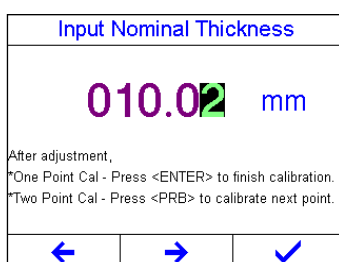 Input Nominal Thickness
010.02 mm
After adjustment,
*One Point Cal - Press <ENTER> to finish calibration.
*Two Point Cal - Press <PRB> to calibrate next point.